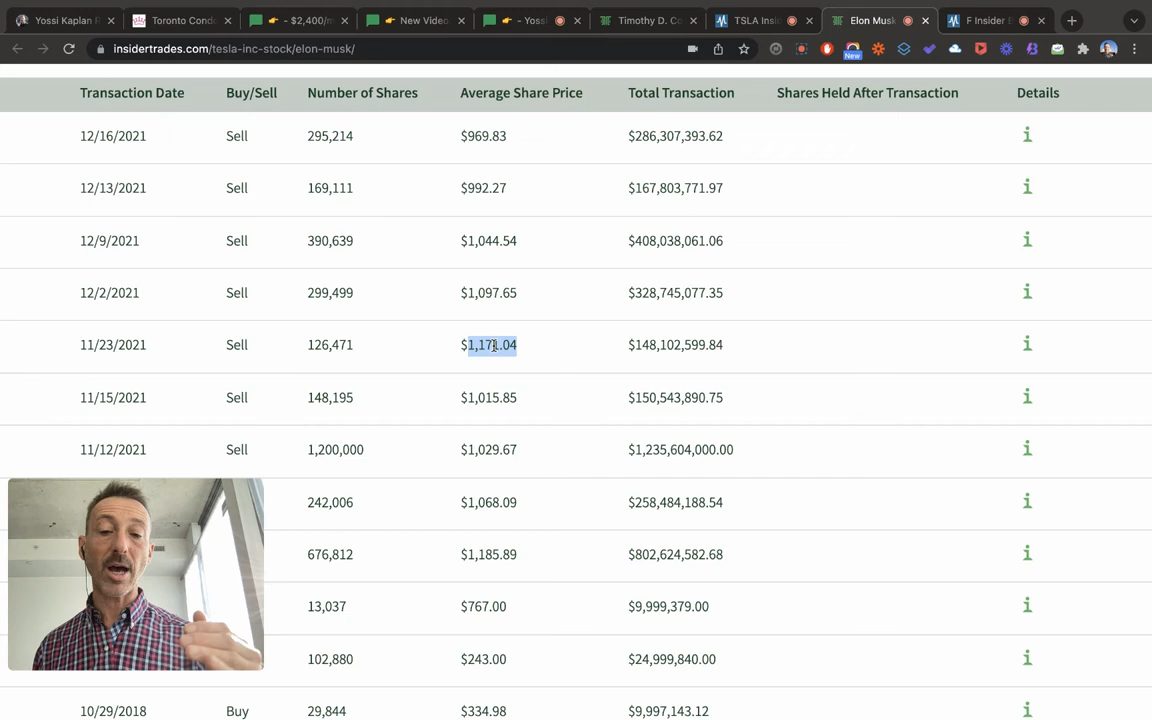 Yossi Kaplan R
Toronto Condo
- $2,400/m
New Video
- Yossi
Timothy D. Co
TSLA Insid
Elon Musk
F Insider B
insidertrades.com/tesla-inc-stock/elon-musk/
New
Transaction Date Buy/Sell Number of Shares Average Share Price Total Transaction Shares Held After Transaction Details
12/16/2021 Sell 295,214 $969.83 $286,307,393.62
12/13/2021 Sell 169,111 $992.27 $167,803,771.97
12/9/2021 Sell 390,639 $1,044.54 $408,038,061.06
12/2/2021 Sell 299,499 $1,097.65 $328,745,077.35
11/23/2021 Sell 126,471 $1,171.04 $148,102,599.84
11/15/2021 Sell 148,195 $1,015.85 $150,543,890.75
11/12/2021 Sell 1,200,000 $1,029.67 $1,235,604,000.00
242,006 $1,068.09 $258,484,188.54
676,812 $1,185.89 $802,624,582.68
13,037 $767.00 $9,999,379.00
102,880 $243.00 $24,999,840.00
10/29/2018 Buy 29,844 $334.98 $9,997,143.12